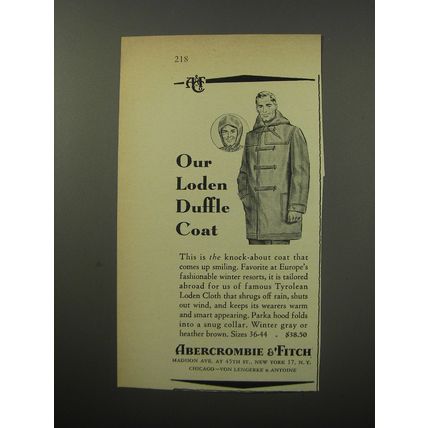 218
A&F
Our
Loden
Duffle
Coat
This is the knock-about coat that
comes up smiling. Favorite at Europe's
fashionable winter resorts, it is tailored
abroad for us of famous Tyrolean
Loden Cloth that shrugs off rain, shuts
out wind, and keeps its wearers warm
and smart appearing. Parka hood folds
into a snug collar. Winter gray or
heather brown. Sizes 36-44 . $38.50
ABERCROMBIE & FITCH
MADISON AVE. AT 45TH ST., NEW YORK 17, N.Y.
CHICAGO—VON LENGERKE & ANTOINE